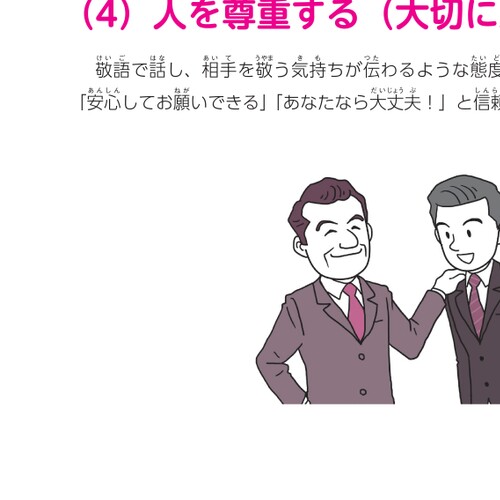 （4）人を尊重する（大切に
敬語で話し、相手を敬う気持ちが伝わるような態度
「安心してお願いできる」「あなたなら大丈夫！」と信頼